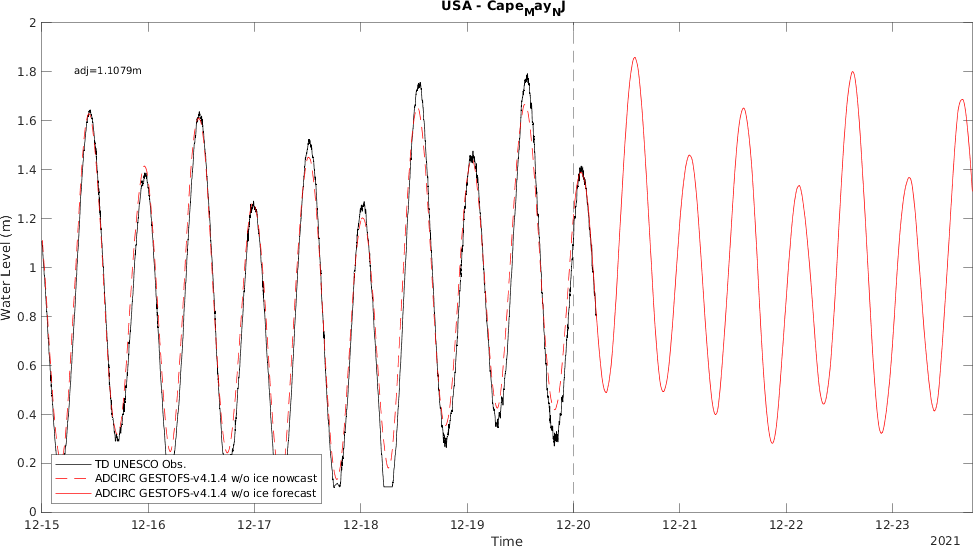 USA - CapeMayNJ
2
1.8
1.6
1.4
1.2
1
0.8
0.6
0.4
0.2
0
Water Level (m)
adj=1.1079m
TD UNESCO Obs.
ADCIRC GESTOFS-v4.1.4 w/o ice nowcast
ADCIRC GESTOFS-v4.1.4 w/o ice forecast
12-15 12-16 12-17 12-18 12-19 12-20 12-21 12-22 12-23
Time
2021